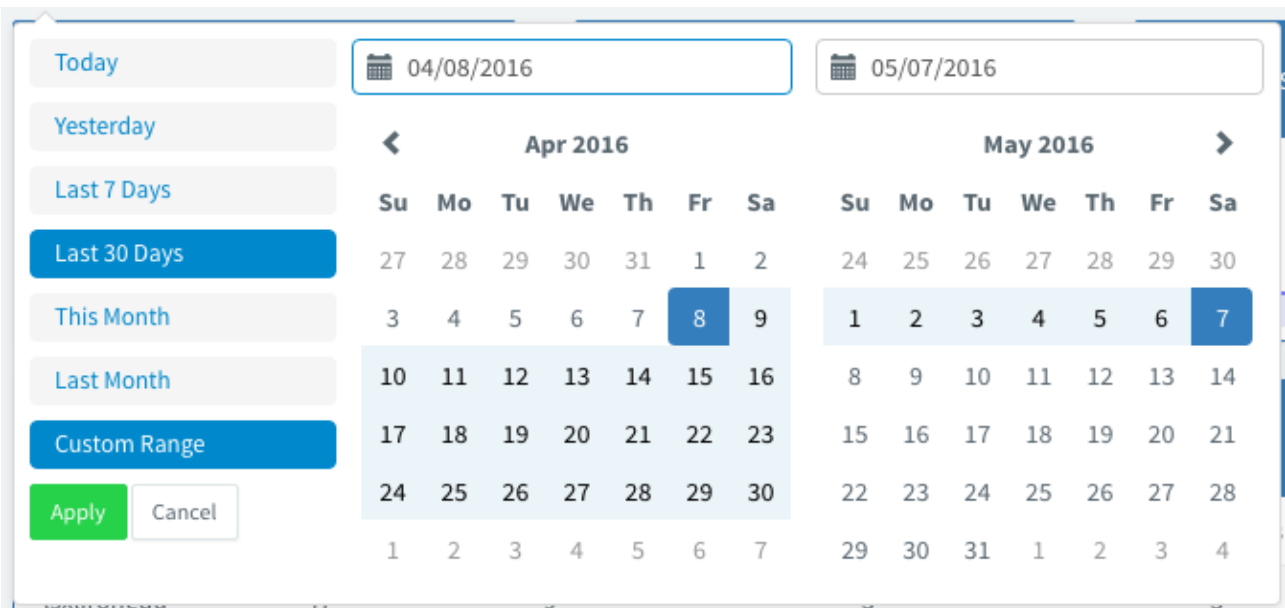 Today
Yesterday
Last 7 Days
Last 30 Days
This Month
Last Month
Custom Range
Apply Cancel
04/08/2016 05/07/2016
Apr 2016
Su Mo Tu We Th Fr Sa
27 28 29 30 31 1 2
3 4 5 6 7 8 9
10 11 12 13 14 15 16
17 18 19 20 21 22 23
24 25 26 27 28 29 30
1 2 3 4 5 6 7
May 2016
Su Mo Tu We Th Fr Sa
24 25 26 27 28 29 30
1 2 3 4 5 6 7
8 9 10 11 12 13 14
15 16 17 18 19 20 21
22 23 24 25 26 27 28
29 30 31 1 2 3 4